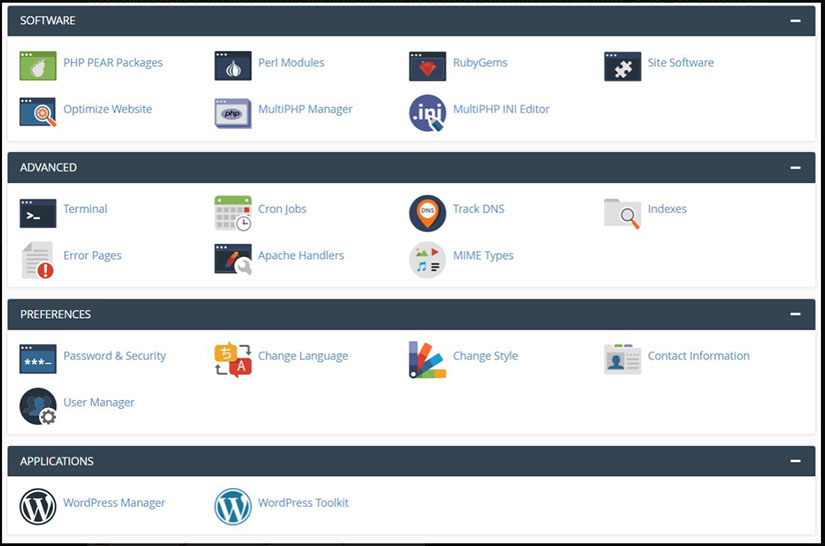 SOFTWARE
PHP PEAR Packages
Perl Modules
RubyGems
Site Software
Optimize Website
php
MultiPHP Manager
.ini
MultiPHP INI Editor
ADVANCED
>_
Terminal
Cron Jobs
DNS
Track DNS
Indexes
Error Pages
Apache Handlers
MIME Types
PREFERENCES
***_
Password & Security
ち
A
Change Language
Change Style
Contact Information
User Manager
APPLICATIONS
W
WordPress Manager
W
WordPress Toolkit